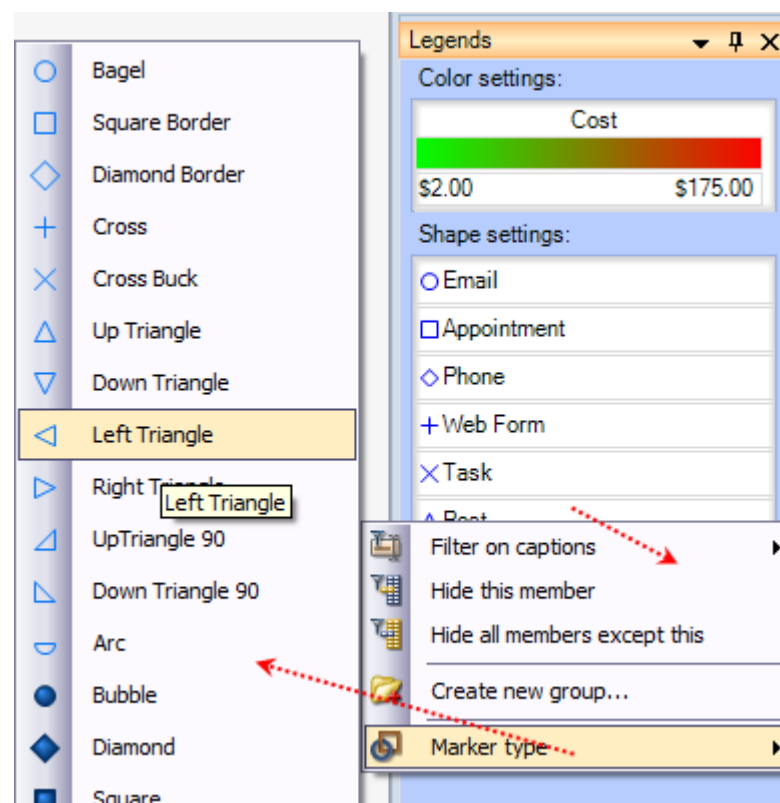 Bagel
Square Border
Diamond Border
Cross
Cross Buck
Up Triangle
Down Triangle
Left Triangle
Right
Left Triangle
UpTriangle 90
Down Triangle 90
Arc
Bubble
Diamond
Square
Legends
Color settings:
Cost
$2.00 $175.00
Shape settings:
Email
Appointment
Phone
Web Form
Task
Filter on captions
Hide this member
Hide all members except this
Create new group...
Marker type